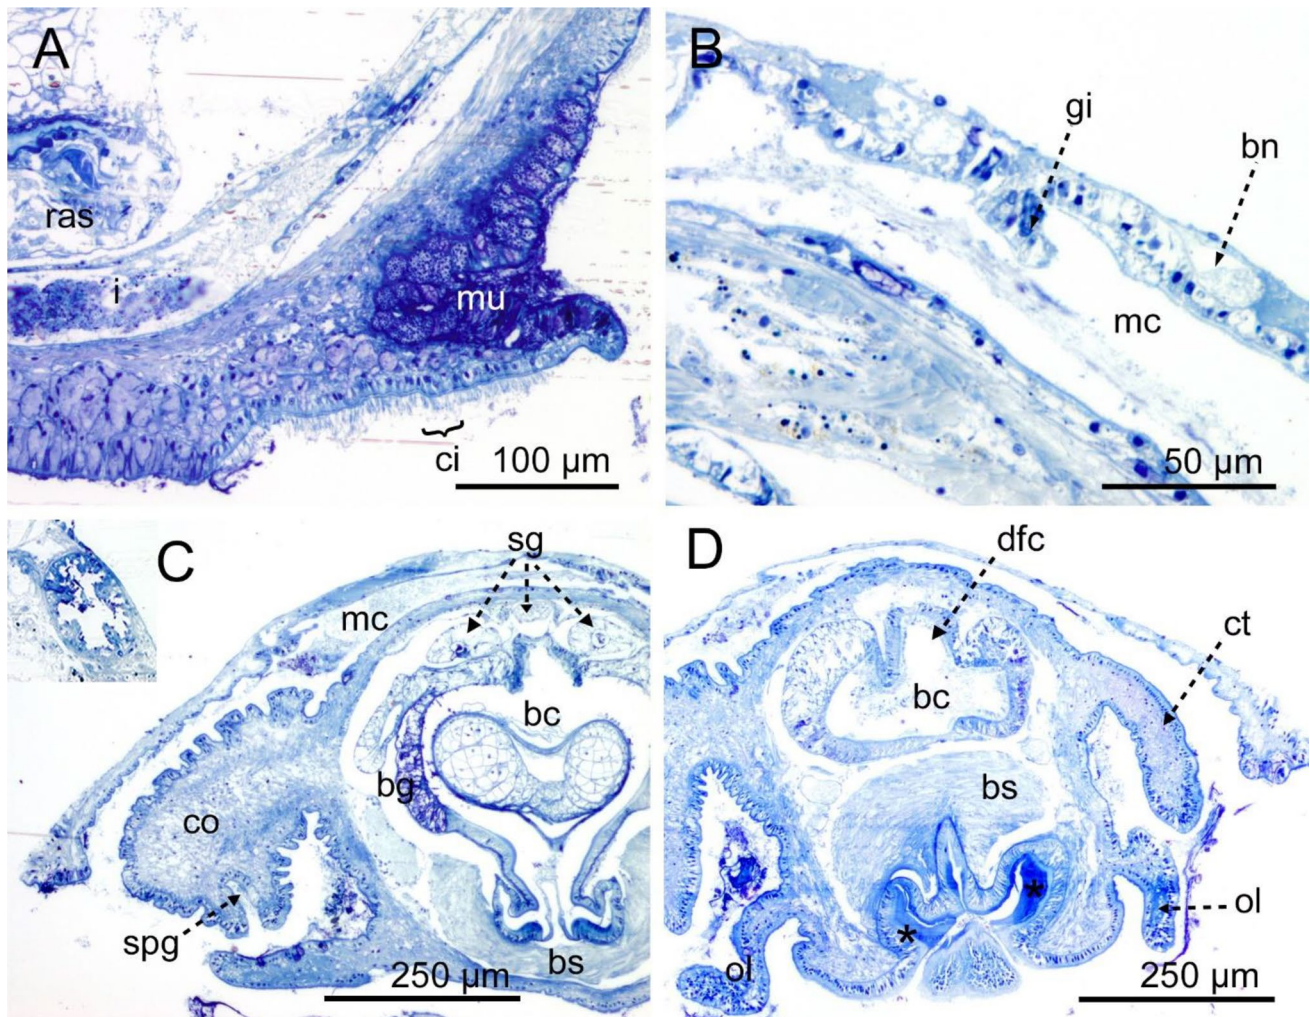 A
ras
i
mu
ci
100 µm
B
gi
bn
mc
50 µm
C
sg
mc
bc
bg
co
spg
bs
250 µm
D
dfc
ct
bc
bs
*
*
ol
ol
250 µm